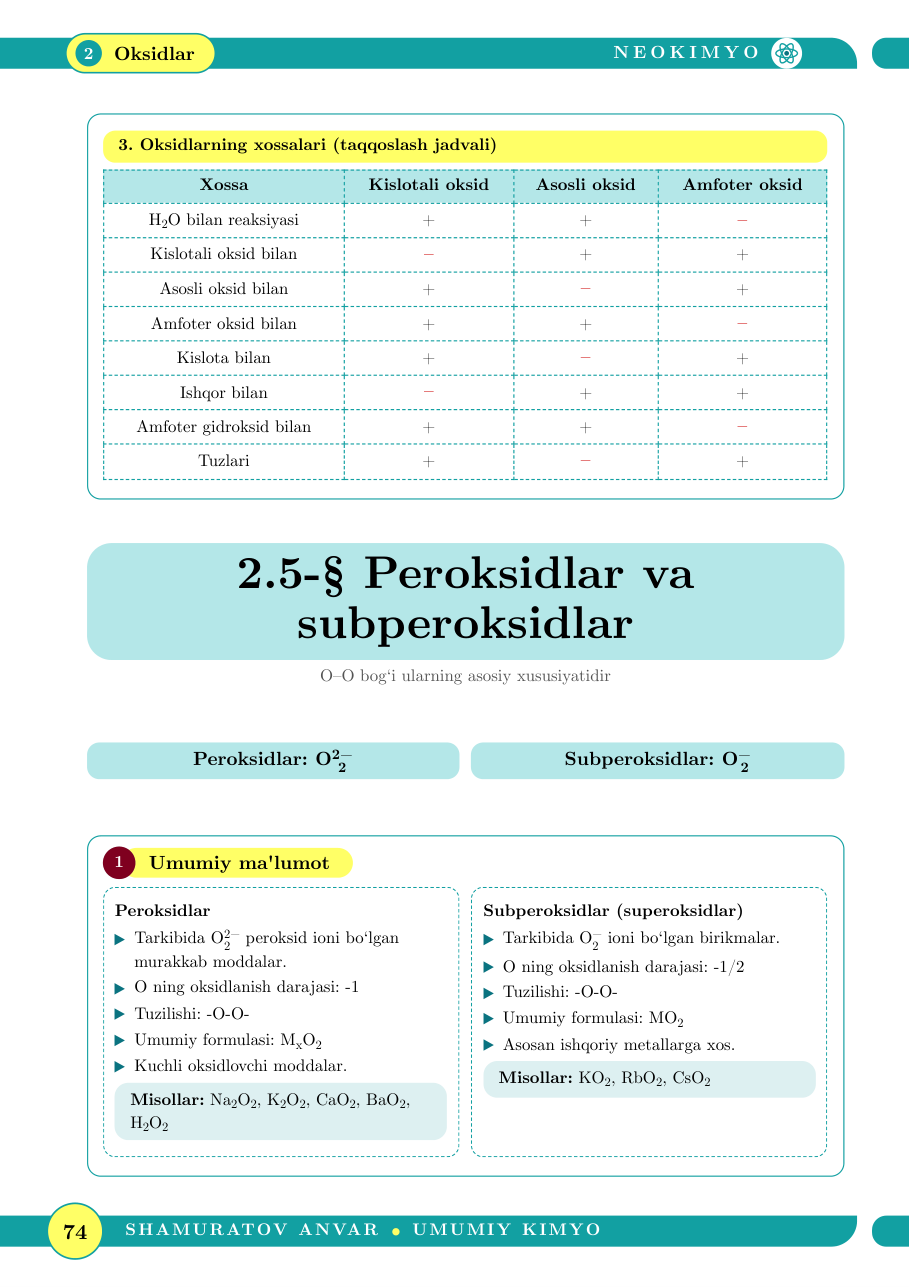 2 Oksidlar
NEOKIMYO
3. Oksidlarning xossalari (taqqoslash jadvali)
Xossa Kislotali oksid Asosli oksid Amfoter oksid
H₂O bilan reaksiyasi + + −
Kislotali oksid bilan − + +
Asosli oksid bilan + − +
Amfoter oksid bilan + + −
Kislota bilan + − +
Ishqor bilan − + +
Amfoter gidroksid bilan + + −
Tuzlari + − +
2.5-§ Peroksidlar va
subperoksidlar
O–O bog‘i ularning asosiy xususiyatidir
Peroksidlar: O₂²⁻
Subperoksidlar: O₂⁻
1 Umumiy ma'lumot
Peroksidlar
▶ Tarkibida O₂²⁻ peroksid ioni bo‘lgan
murakkab moddalar.
▶ O ning oksidlanish darajasi: -1
▶ Tuzilishi: -O-O-
▶ Umumiy formulasi: MₓO₂
▶ Kuchli oksidlovchi moddalar.
Misollar: Na₂O₂, K₂O₂, CaO₂, BaO₂,
H₂O₂
Subperoksidlar (superoksidlar)
▶ Tarkibida O₂⁻ ioni bo‘lgan birikmalar.
▶ O ning oksidlanish darajasi: -1/2
▶ Tuzilishi: -O-O-
▶ Umumiy formulasi: MO₂
▶ Asosan ishqoriy metallarga xos.
Misollar: KO₂, RbO₂, CsO₂
74 SHAMURATOV ANVAR • UMUMIY KIMYO